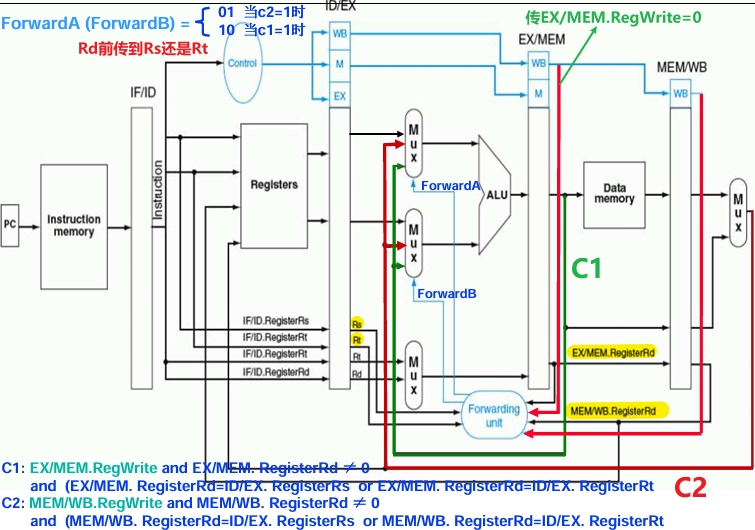 ForwardA (ForwardB) =
01 当c2=1时
10 当c1=1时
Rd前传到Rs还是Rt
传EX/MEM.RegWrite=0
ID/EX
EX/MEM
MEM/WB
IF/ID
Control
WB
M
EX
WB
M
WB
PC
Instruction
memory
Instruction
Registers
Mux
Mux
Mux
Mux
ALU
Data
memory
ForwardA
ForwardB
C1
IF/ID.RegisterRs
IF/ID.RegisterRt
IF/ID.RegisterRt
IF/ID.RegisterRd
Rs
Rt
Rt
Rd
EX/MEM.RegisterRd
Forwarding
unit
MEM/WB.RegisterRd
C1: EX/MEM.RegWrite and EX/MEM. RegisterRd ≠ 0
and (EX/MEM. RegisterRd=ID/EX. RegisterRs or EX/MEM. RegisterRd=ID/EX. RegisterRt
C2
C2: MEM/WB.RegWrite and MEM/WB. RegisterRd ≠ 0
and (MEM/WB. RegisterRd=ID/EX. RegisterRs or MEM/WB. RegisterRd=ID/EX. RegisterRt